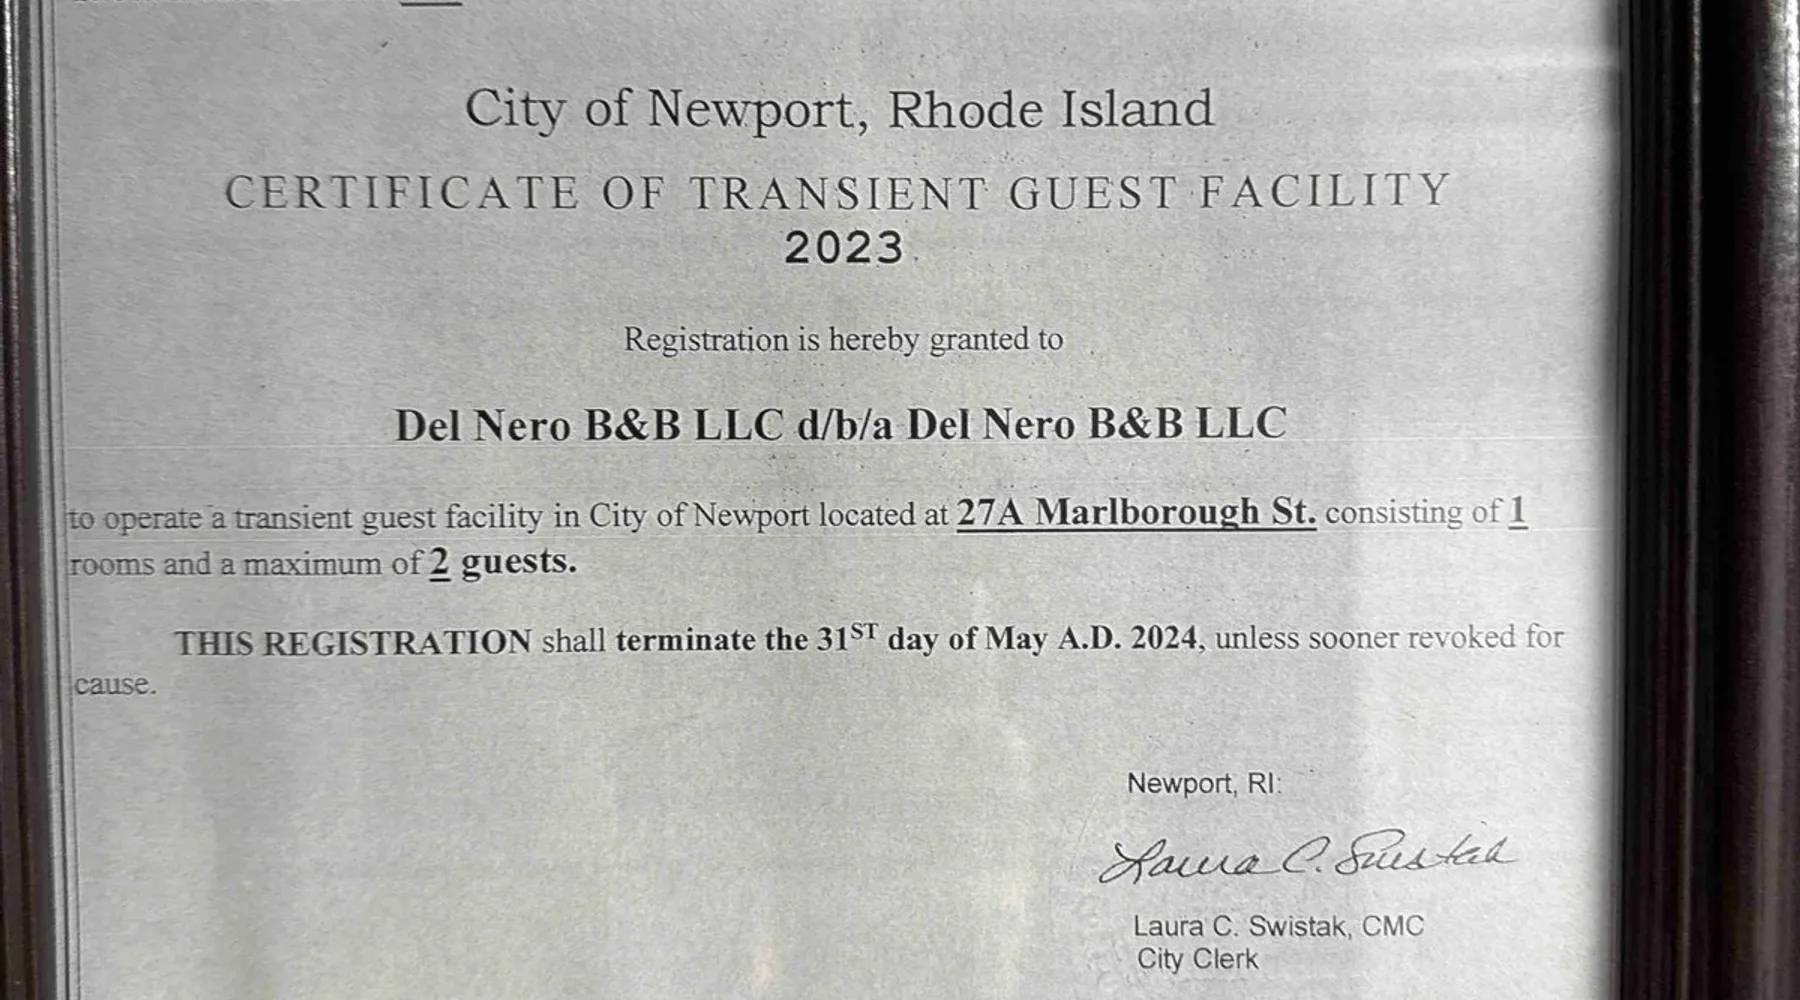 City of Newport, Rhode Island
CERTIFICATE OF TRANSIENT GUEST FACILITY
2023
Registration is hereby granted to
Del Nero B&B LLC d/b/a Del Nero B&B LLC
to operate a transient guest facility in City of Newport located at 27A Marlborough St. consisting of 1
rooms and a maximum of 2 guests.
THIS REGISTRATION shall terminate the 31ST day of May A.D. 2024, unless sooner revoked for
cause.
Newport, RI:
Laura C. Swistak
Laura C. Swistak, CMC
City Clerk